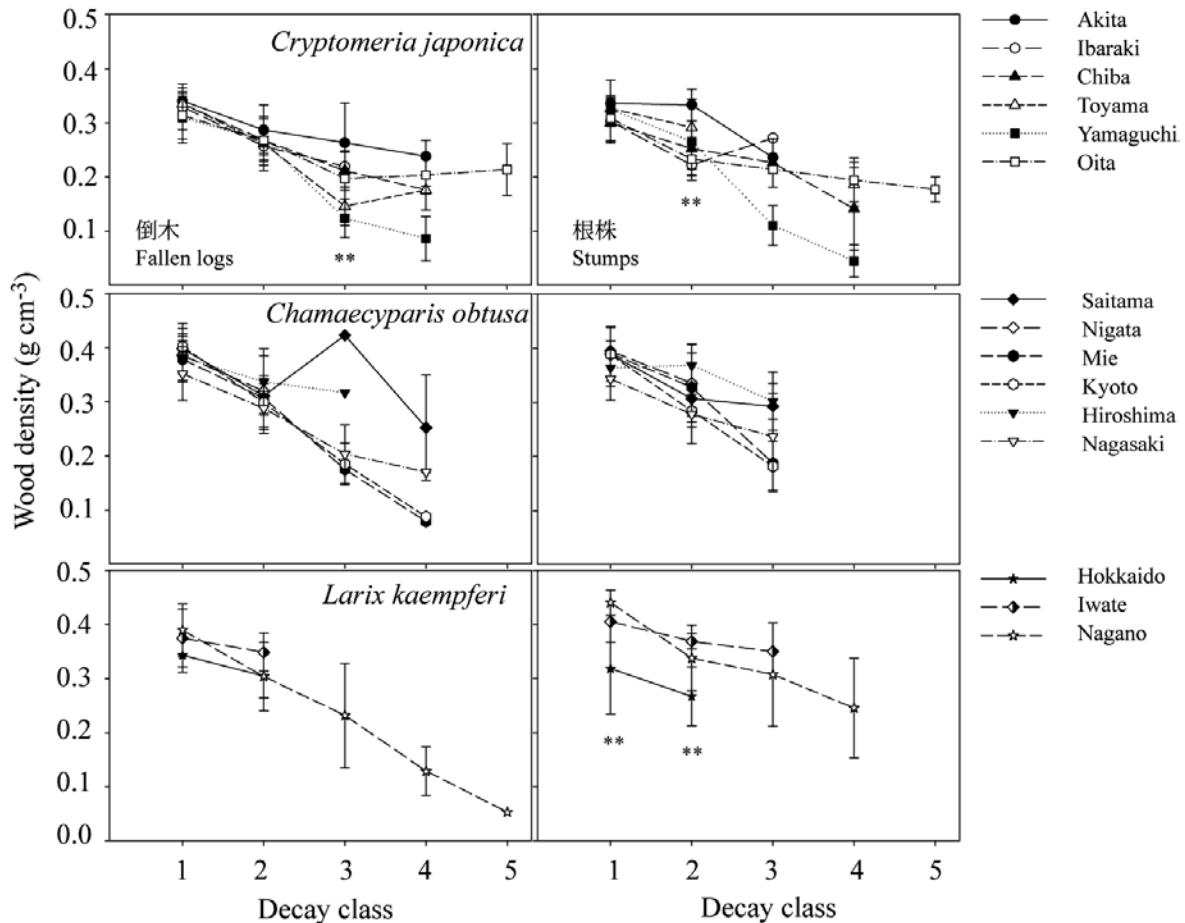 0.5
0.4
0.3
0.2
0.1
Cryptomeria japonica
倒木
Fallen logs
**
根株
Stumps
**
Akita
Ibaraki
Chiba
Toyama
Yamaguchi
Oita
Wood density (g cm-3)
0.5
0.4
0.3
0.2
0.1
Chamaecyparis obtusa
Saitama
Nigata
Mie
Kyoto
Hiroshima
Nagasaki
0.5
0.4
0.3
0.2
0.1
0.0
Larix kaempferi
** **
Hokkaido
Iwate
Nagano
1 2 3 4 5
Decay class
1 2 3 4 5
Decay class